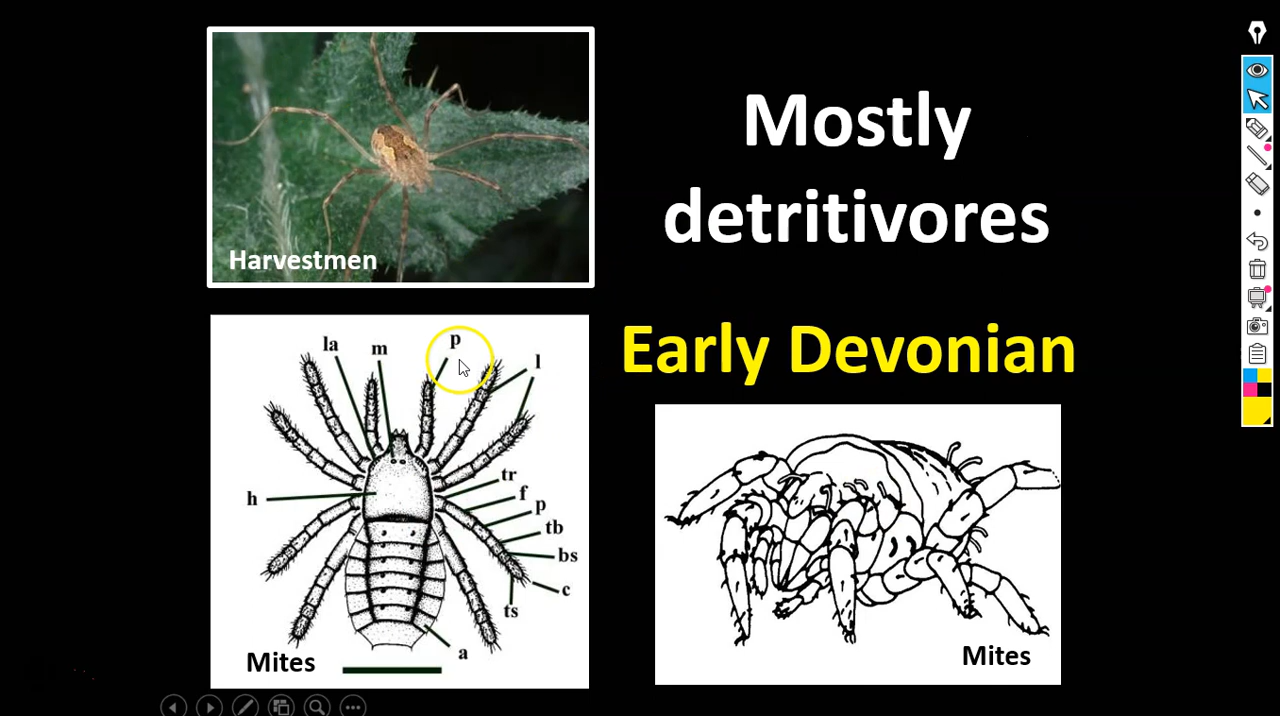 Mostly
detritivores
Harvestmen
Early Devonian
la
m
p
l
h
tr
f
p
tb
bs
c
ts
a
Mites
Mites